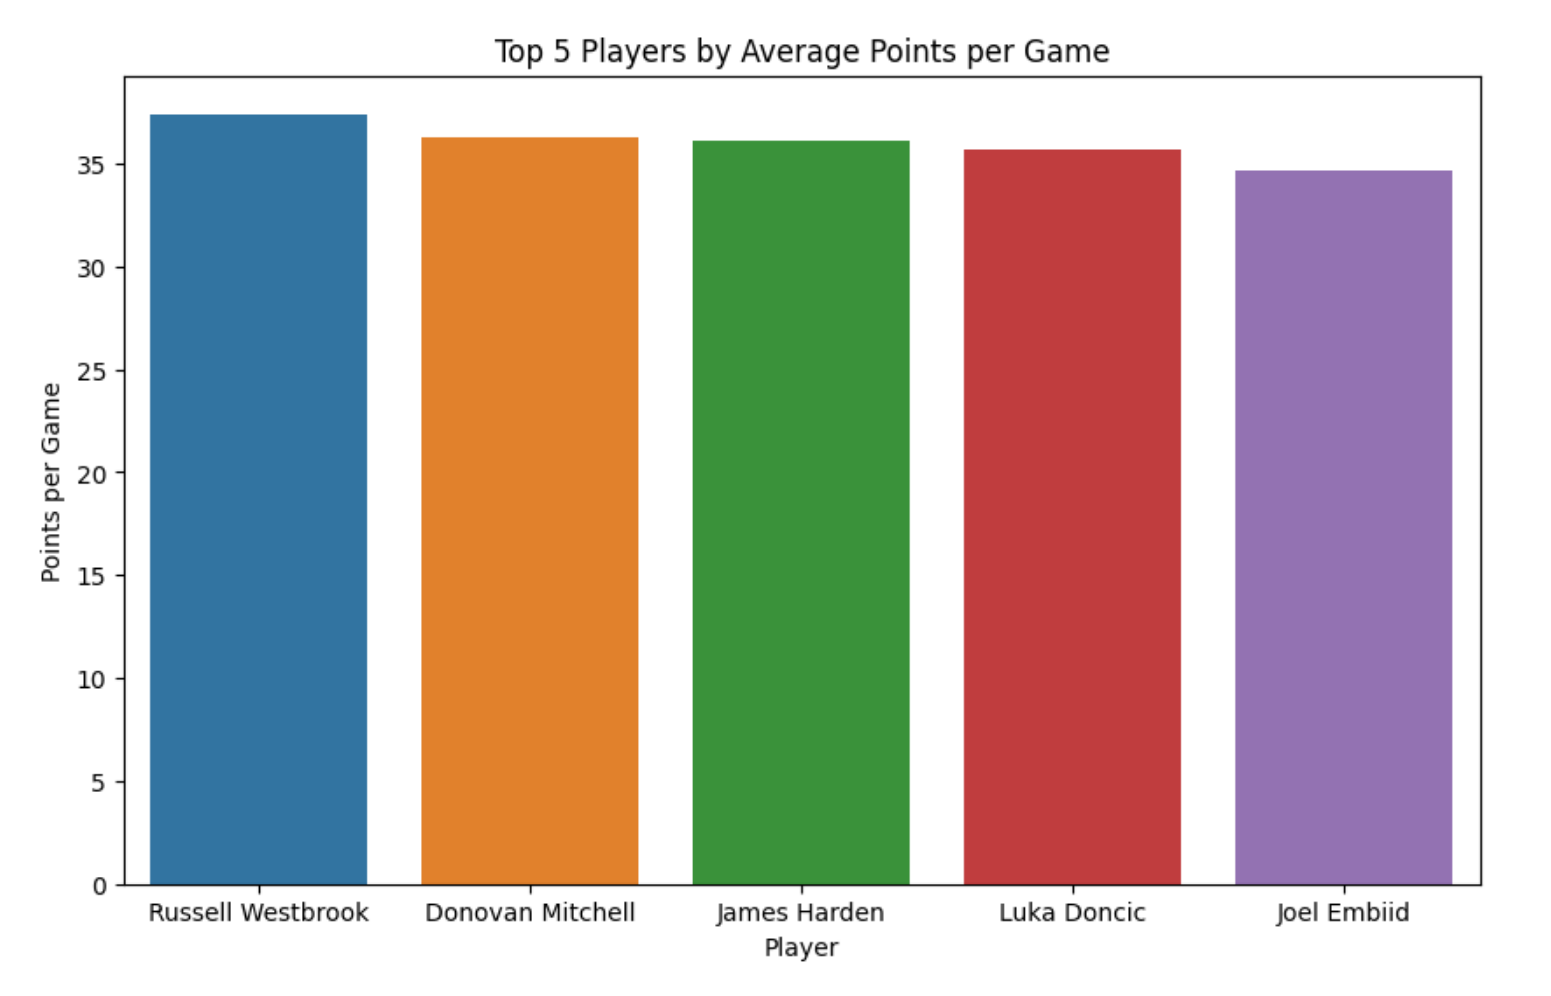 Top 5 Players by Average Points per Game
Points per Game
35
30
25
20
15
10
5
0
Russell Westbrook Donovan Mitchell James Harden Luka Doncic Joel Embiid
Player